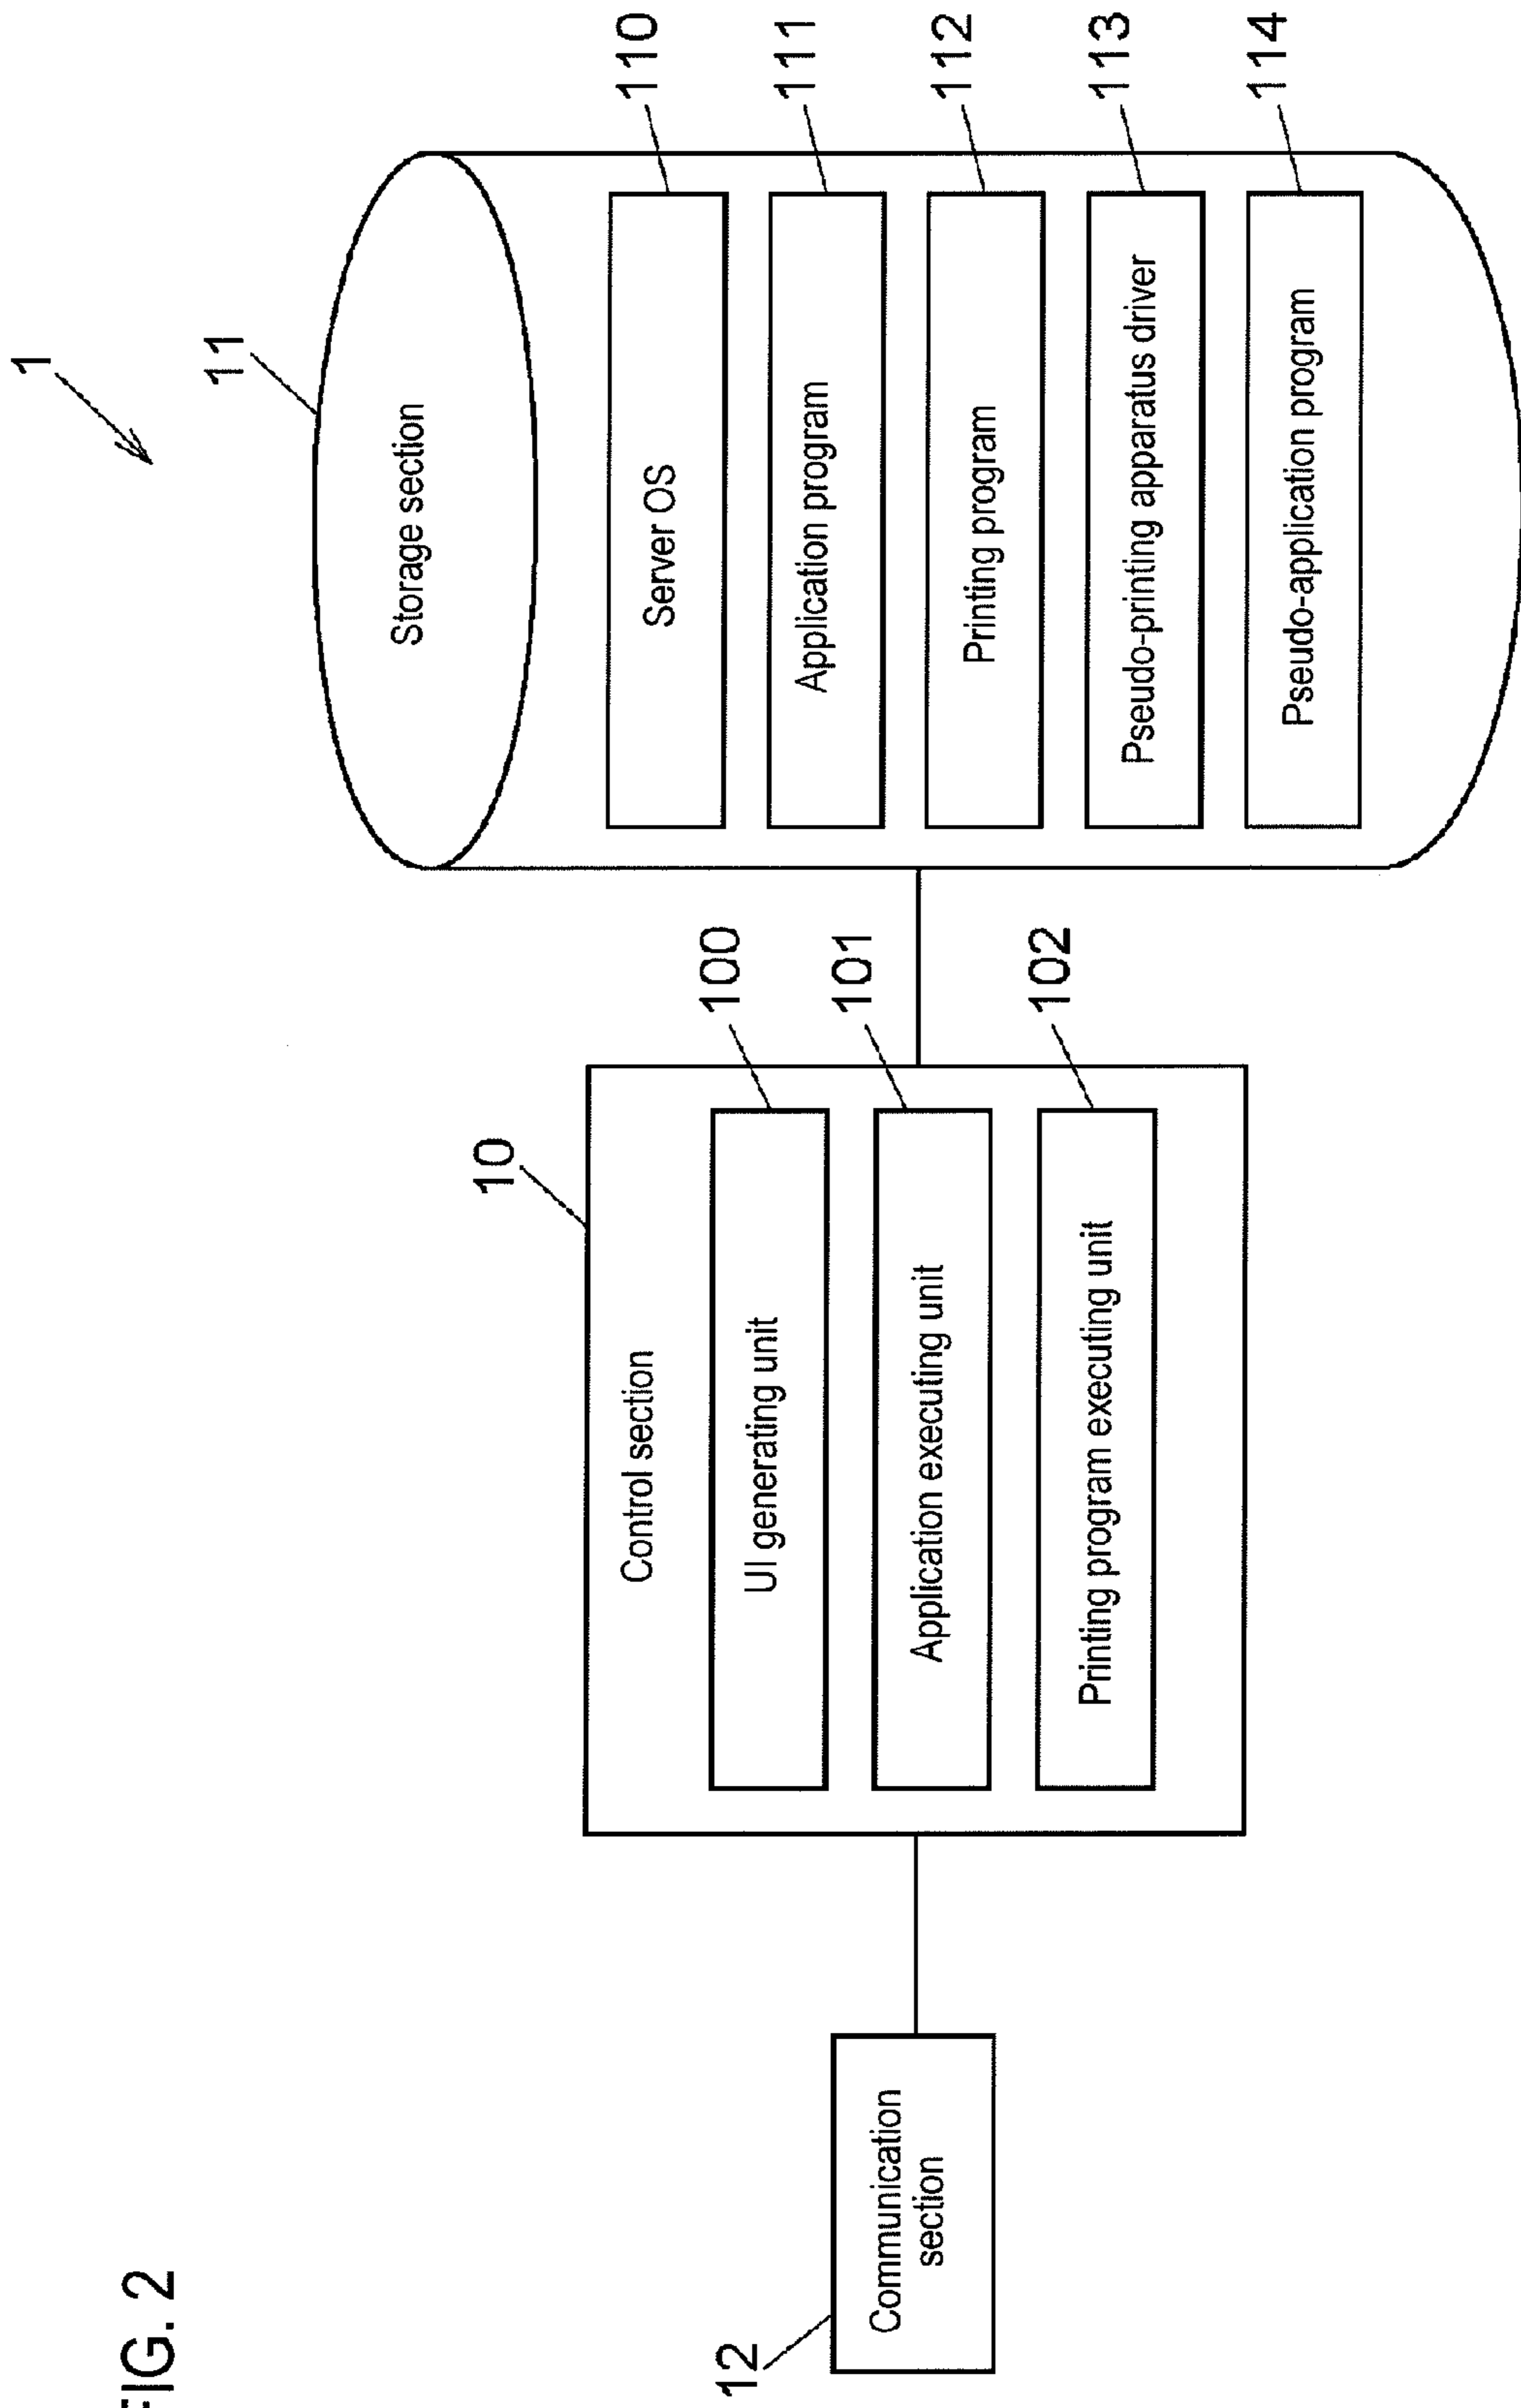 FIG. 2
1
11
Storage section
Server OS
110
Application program
111
Printing program
112
Pseudo-printing apparatus driver
113
Pseudo-application program
114
10
Control section
UI generating unit
100
Application executing unit
101
Printing program executing unit
102
12
Communication
section